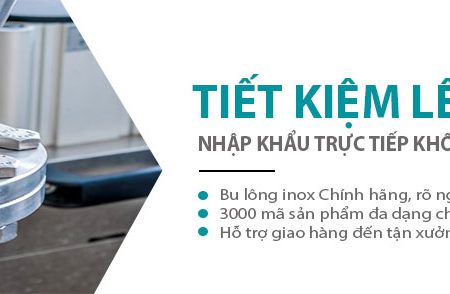 TIẾT KIỆM LÊ
NHẬP KHẨU TRỰC TIẾP KHÔ
Bu lông inox Chính hãng, rõ ng
3000 mã sản phẩm đa dạng ch
Hỗ trợ giao hàng đến tận xưởn